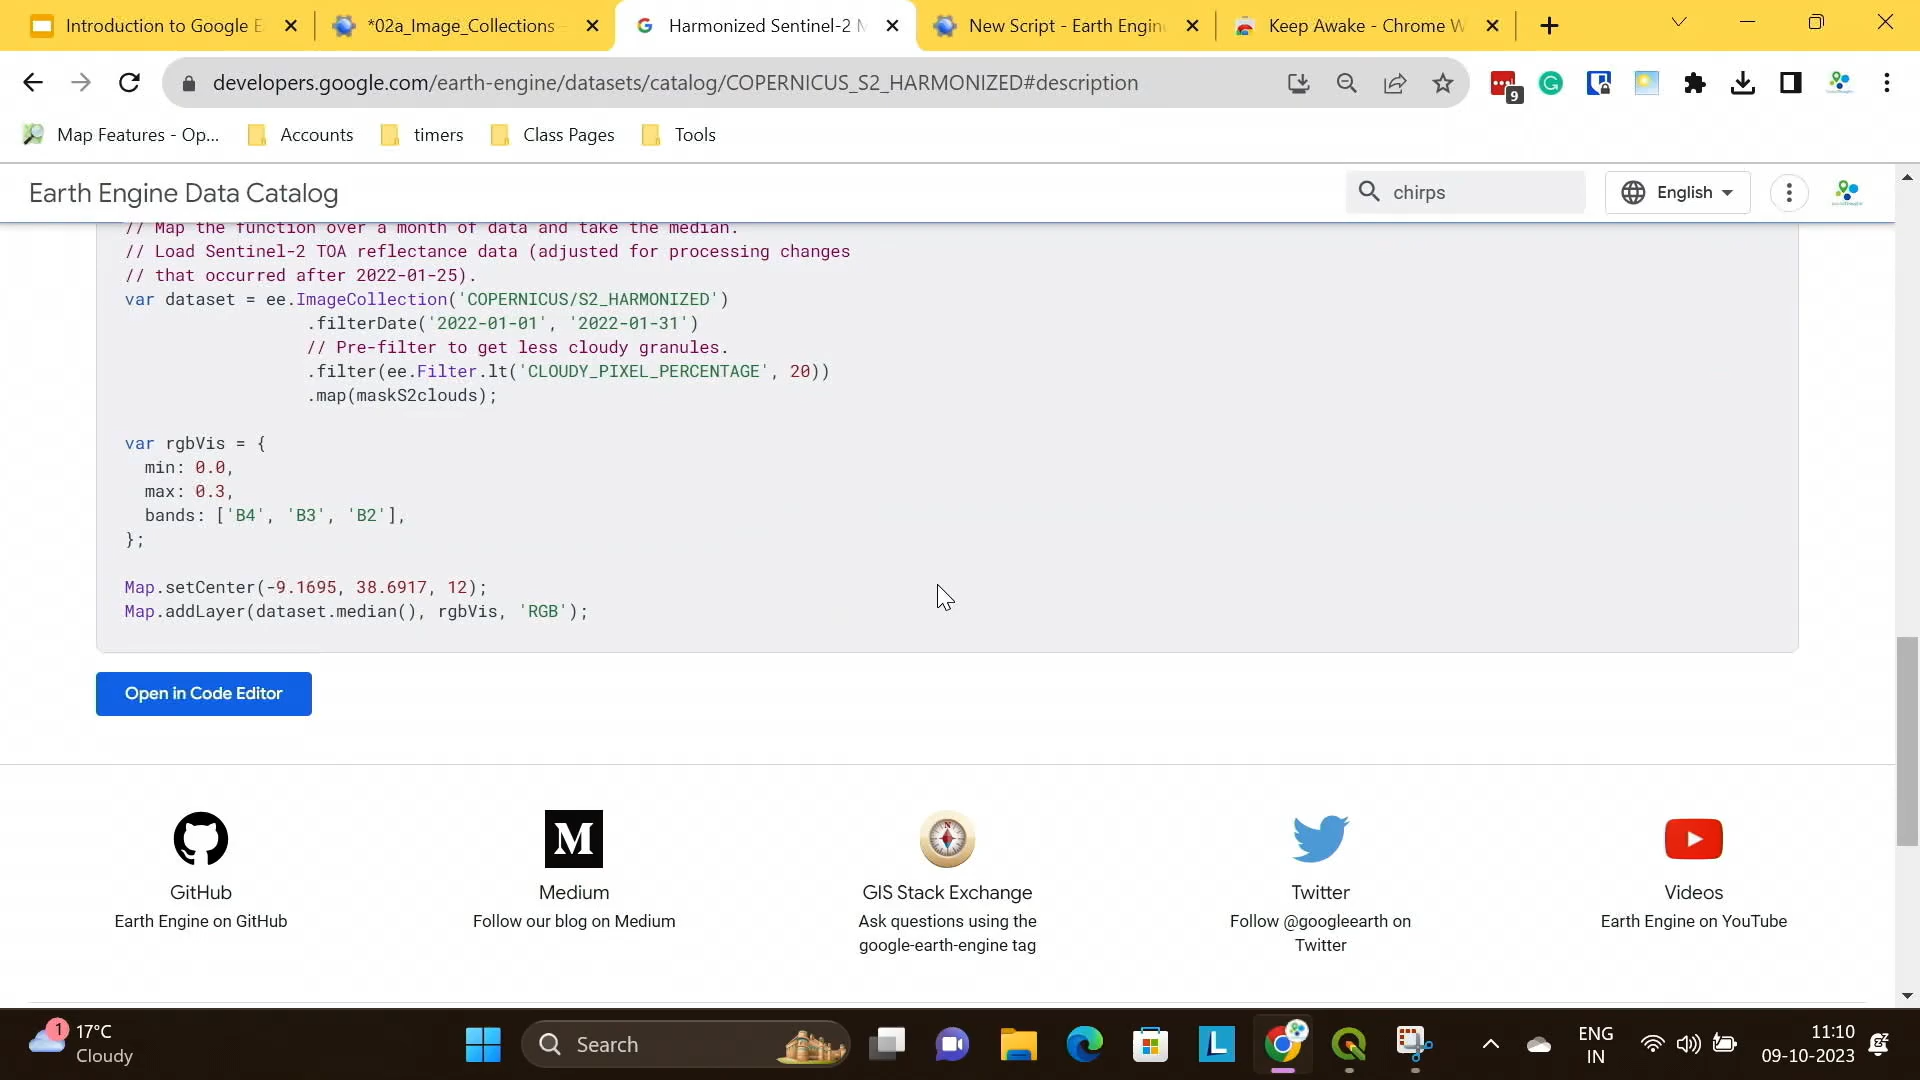 Introduction to Google E
*02a_Image_Collections -
Harmonized Sentinel-2 M
New Script - Earth Engin
Keep Awake - Chrome W
developers.google.com/earth-engine/datasets/catalog/COPERNICUS_S2_HARMONIZED#description
9
Map Features - Op...
Accounts
timers
Class Pages
Tools
Earth Engine Data Catalog
chirps
English
// Map the function over a month of data and take the median.
// Load Sentinel-2 TOA reflectance data (adjusted for processing changes
// that occurred after 2022-01-25).
var dataset = ee.ImageCollection('COPERNICUS/S2_HARMONIZED')
.filterDate('2022-01-01', '2022-01-31')
// Pre-filter to get less cloudy granules.
.filter(ee.Filter.lt('CLOUDY_PIXEL_PERCENTAGE', 20))
.map(maskS2clouds);
var rgbVis = {
min: 0.0,
max: 0.3,
bands: ['B4', 'B3', 'B2'],
};
Map.setCenter(-9.1695, 38.6917, 12);
Map.addLayer(dataset.median(), rgbVis, 'RGB');
Open in Code Editor
M
GitHub
Medium
GIS Stack Exchange
Twitter
Videos
Earth Engine on GitHub
Follow our blog on Medium
Ask questions using the
google-earth-engine tag
Follow @googleearth on
Twitter
Earth Engine on YouTube
1
17°C
Cloudy
Search
L
ENG
IN
11:10
09-10-2023